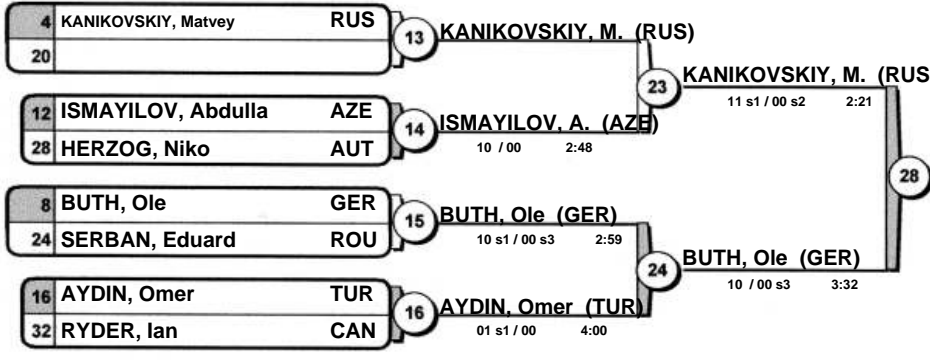 4 KANIKOVSKIY, Matvey RUS
20
13 KANIKOVSKIY, M. (RUS)
12 ISMAYILOV, Abdulla AZE
28 HERZOG, Niko AUT
14 ISMAYILOV, A. (AZE)
10 / 00 2:48
23 KANIKOVSKIY, M. (RUS
11 s1 / 00 s2 2:21
8 BUTH, Ole GER
24 SERBAN, Eduard ROU
15 BUTH, Ole (GER)
10 s1 / 00 s3 2:59
16 AYDIN, Omer TUR
32 RYDER, Ian CAN
16 AYDIN, Omer (TUR)
01 s1 / 00 4:00
24 BUTH, Ole (GER)
10 / 00 s3 3:32
28